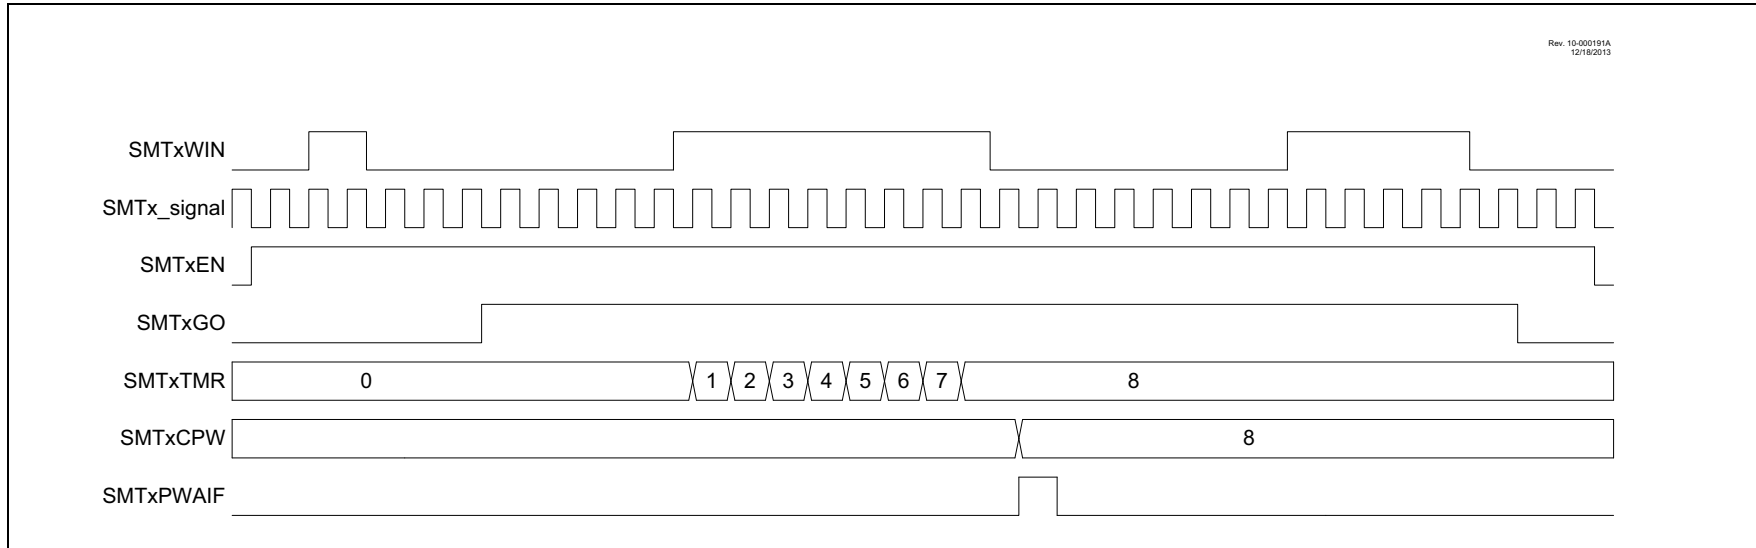 Rev. 10-000191A
12/18/2013
SMTxWIN
SMTx_signal
SMTxEN
SMTxGO
SMTxTMR 0 1 2 3 4 5 6 7 8
SMTxCPW 8
SMTxPWAIF